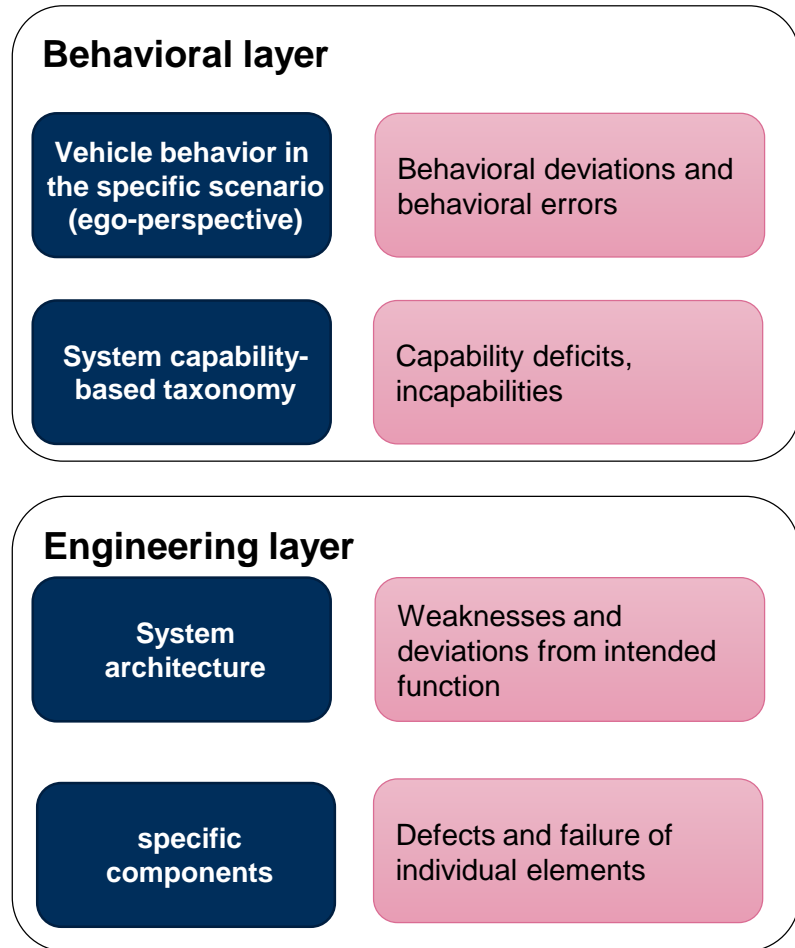 Behavioral layer
Vehicle behavior in
the specific scenario
(ego-perspective)
Behavioral deviations and
behavioral errors
System capability-
based taxonomy
Capability deficits,
incapabilities
Engineering layer
System
architecture
Weaknesses and
deviations from intended
function
specific
components
Defects and failure of
individual elements